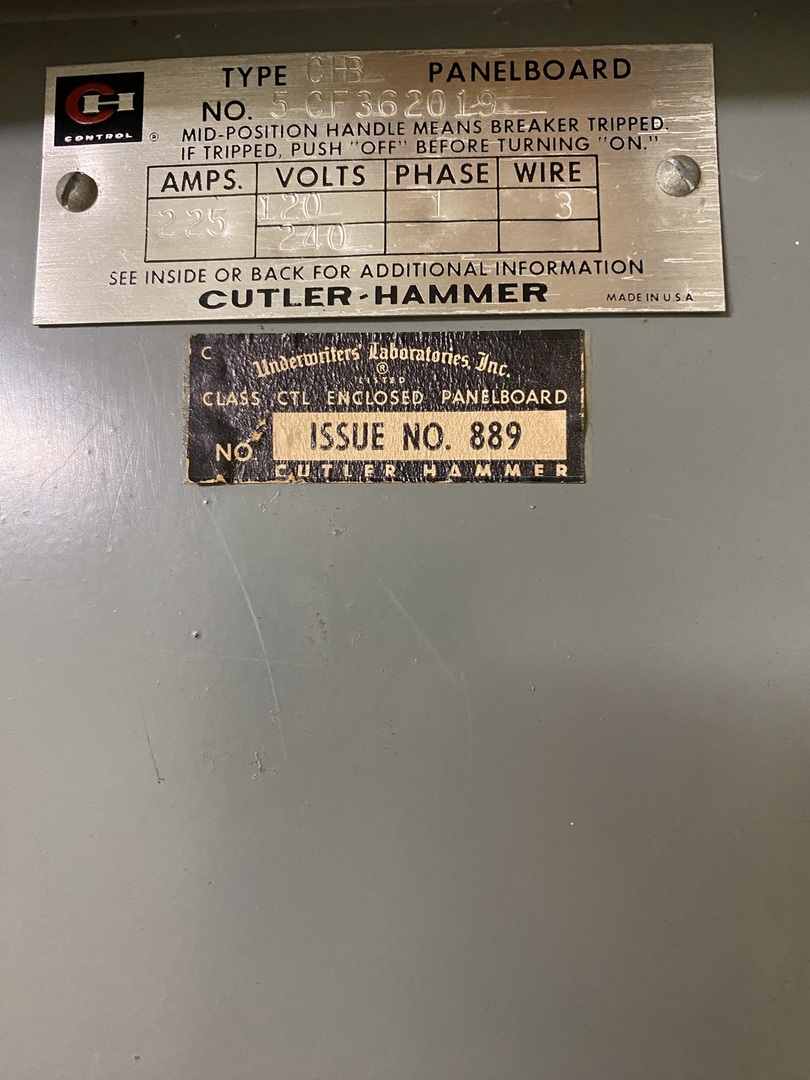 CH
CONTROL ®
TYPE CHB PANELBOARD
NO. 5 CF362019
MID-POSITION HANDLE MEANS BREAKER TRIPPED.
IF TRIPPED, PUSH "OFF" BEFORE TURNING "ON."
AMPS. VOLTS PHASE WIRE
225 120 1 3
240
SEE INSIDE OR BACK FOR ADDITIONAL INFORMATION
CUTLER-HAMMER MADE IN U.S.A
C Underwriters' Laboratories, Inc.
®
LISTED
CLASS CTL ENCLOSED PANELBOARD
NO ISSUE NO. 889
CUTLER HAMMER